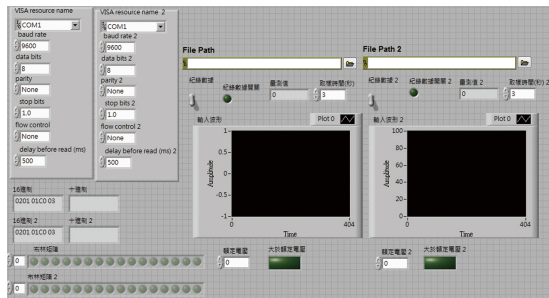 VISA resource name
COM1
baud rate
9600
data bits
8
parity
None
stop bits
1.0
flow control
None
delay before read (ms)
500
VISA resource name 2
COM1
baud rate 2
9600
data bits 2
8
parity 2
None
stop bits 2
1.0
flow control 2
None
delay before read (ms) 2
500
16進制
0201 01C0 03
十進制
16進制 2
0201 01C0 03
十進制 2
布林矩陣
0
布林矩陣 2
0
File Path
紀錄數據
紀錄數據開關
量測值
0
取樣時間(秒)
3
輸入波形
Plot 0
Amplitude
1
0.5
0
-0.5
-1
0
404
Time
額定電壓
0
大於額定電壓
File Path 2
紀錄數據 2
紀錄數據開關 2
量測值 2
0
取樣時間(秒) 2
3
輸入波形 2
Plot 0
Amplitude
100
80
60
40
20
0
0
404
Time
額定電壓 2
0
大於額定電壓 2